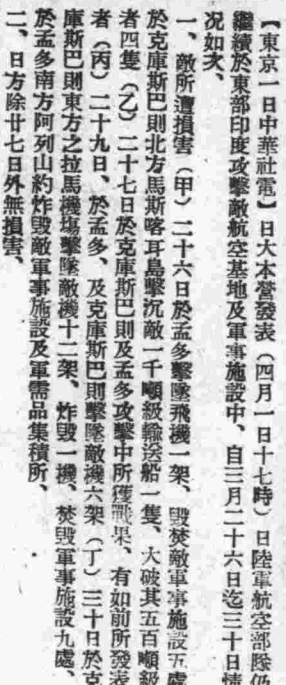 【東京一日中華社電】日大本營發表（四月一日十七時）日陸軍航空部隊仍
繼續於東部印度攻擊敵航空基地及軍事施設中、自三月二十六日迄三十日情
况如次、
一、敵所遭損害（甲）二十六日於孟多擊墜飛機一架、毀焚敵軍事施設五處
於克庫斯巴則北方馬斯喀耳島擊沉敵一千噸級輸送船一隻、大破其五百噸級
者四隻（乙）二十七日於克庫斯巴則及孟多攻擊中所獲戰果、有如前所發表
者（丙）二十九日、於孟多、及克庫斯巴則擊墜敵機六架（丁）三十日於克
庫斯巴則東方之拉馬機場擊墜敵機十二架、炸毀一機、焚毀軍事施設九處、
於孟多南方阿列山約炸毀敵軍事施設及軍需品集積所、
二、日方除廿七日外無損害、